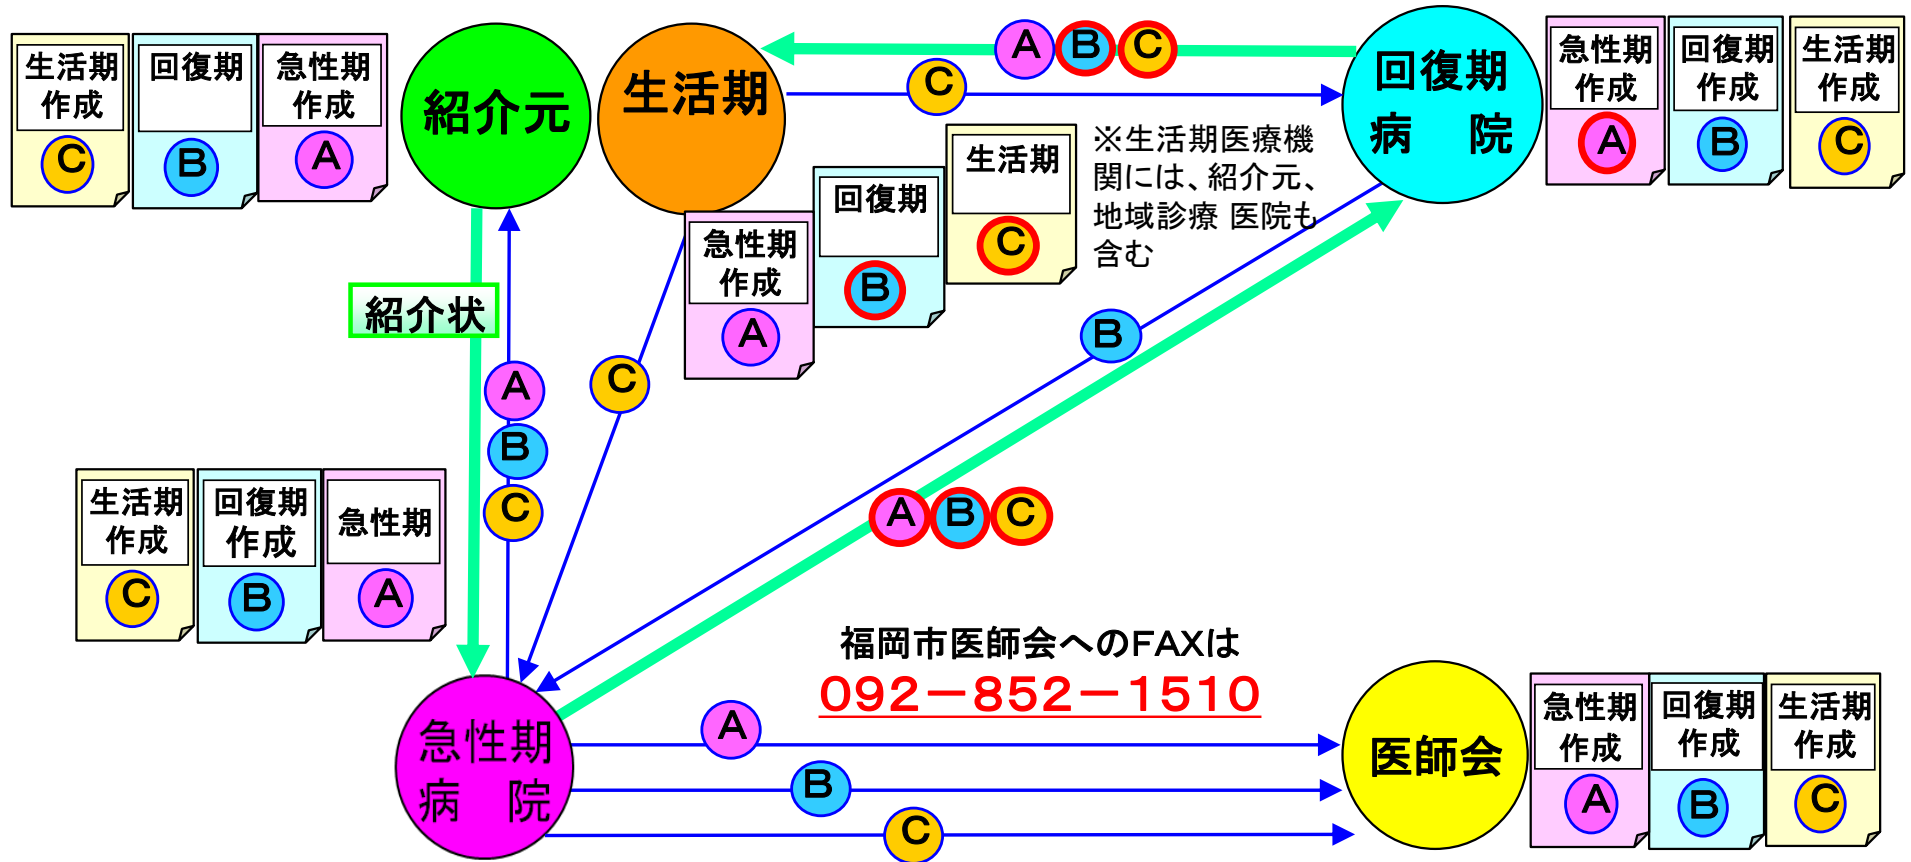 生活期
作成
C
回復期
B
急性期
作成
A
紹介元
生活期
A B C
C
回復期
病　院
急性期
作成
A
回復期
作成
B
生活期
作成
C
※生活期医療機
関には、紹介元、
地域診療 医院も
含む
生活期
C
回復期
B
急性期
作成
A
紹介状
A
B
C
C
B
A B C
生活期
作成
C
回復期
作成
B
急性期
A
福岡市医師会へのFAX は
092－852－1510
急性期
病　院
A
B
C
医師会
急性期
作成
A
回復期
作成
B
生活期
作成
C